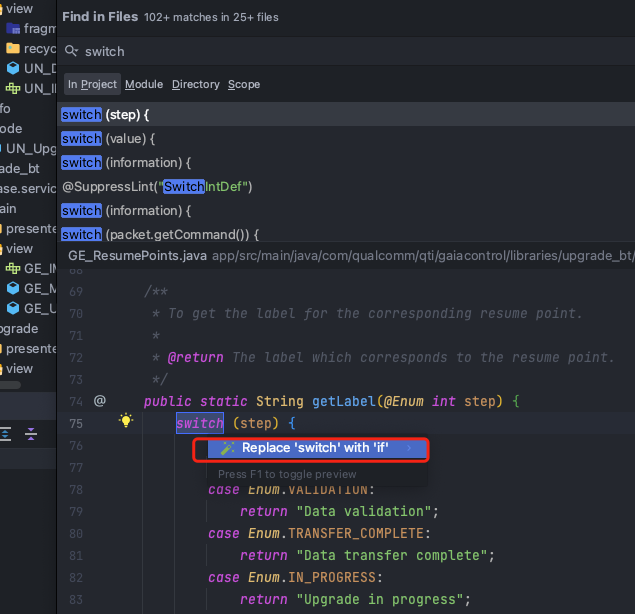 view
Find in Files 102+ matches in 25+ files
fragm
recyc
switch
UN_D
UN_II
In Project Module Directory Scope
fo
switch (step) {
ode
switch (value) {
UN_Upg
switch (information) {
ade_bt
@SuppressLint("SwitchIntDef")
ase.servic
switch (information) {
ain
presente
switch (packet.getCommand()) {
view
GE_ResumePoints.java app/src/main/java/com/qualcomm/qti/gaiacontrol/libraries/upgrade_bt/
GE_IM
68
GE_M
69 /**
GE_U
70 * To get the label for the corresponding resume point.
pgrade
71 *
presente
72 * @return The label which corresponds to the resume point.
view
73 */
74 @ public static String getLabel(@Enum int step) {
75 switch (step) {
76 Replace 'switch' with 'if'
77 Press F1 to toggle preview
78 case Enum.VALIDATION:
79 return "Data validation";
80 case Enum.TRANSFER_COMPLETE:
81 return "Data transfer complete";
82 case Enum.IN_PROGRESS:
83 return "Upgrade in progress";